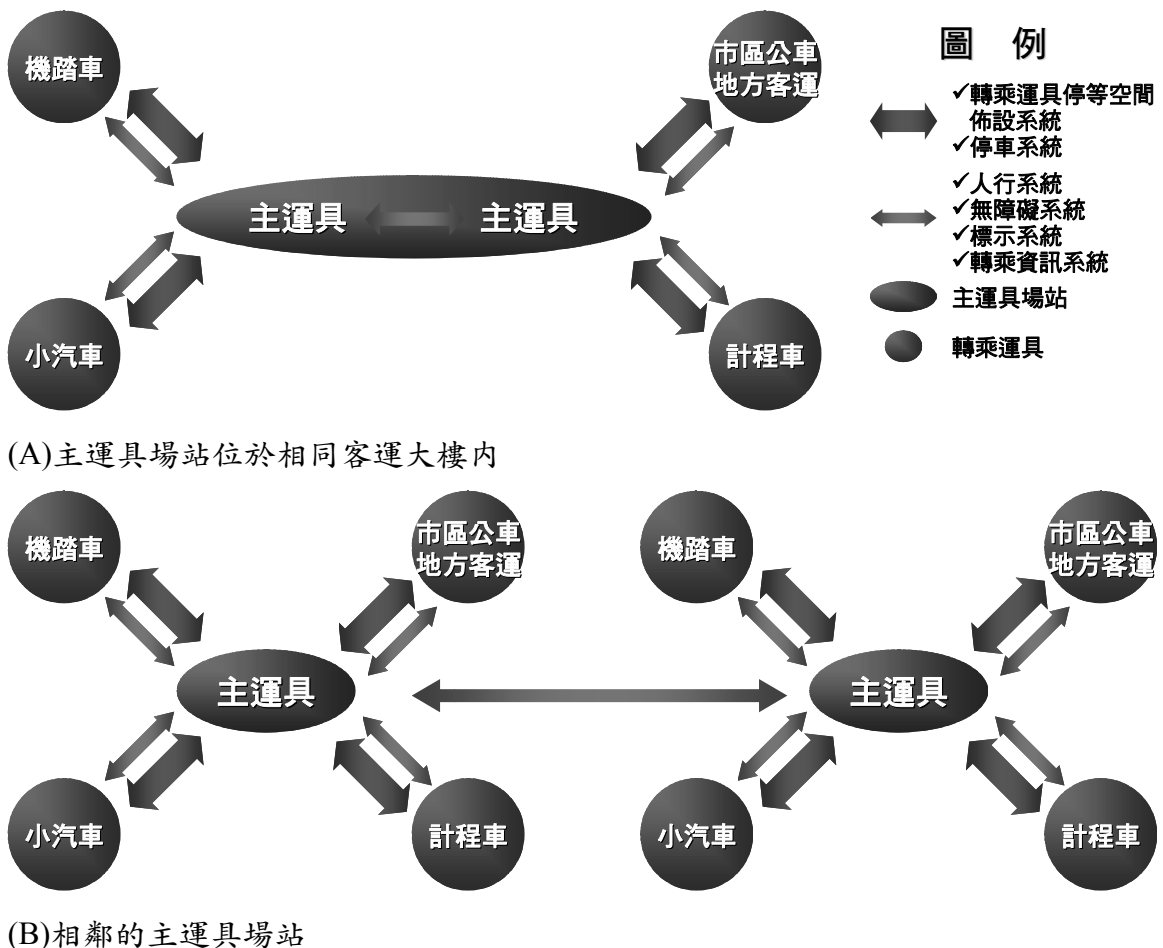 機踏車
市區公車
地方客運
主運具
主運具
小汽車
計程車
圖 例
✓轉乘運具停等空間
佈設系統
✓停車系統
✓人行系統
✓無障礙系統
✓標示系統
✓轉乘資訊系統
主運具場站
轉乘運具
(A)主運具場站位於相同客運大樓內
機踏車
市區公車
地方客運
主運具
小汽車
計程車
機踏車
市區公車
地方客運
主運具
小汽車
計程車
(B)相鄰的主運具場站